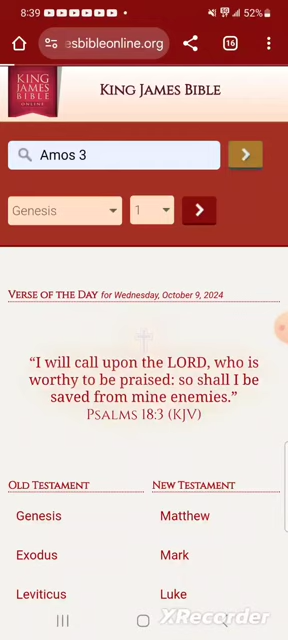 8:39 52%
esbibleonline.org 16
KING JAMES BIBLE ONLINE
KING JAMES BIBLE
Amos 3
Genesis 1
VERSE OF THE DAY for Wednesday, October 9, 2024
“I will call upon the LORD, who is
worthy to be praised: so shall I be
saved from mine enemies.”
PSALMS 18:3 (KJV)
OLD TESTAMENT NEW TESTAMENT
Genesis Matthew
Exodus Mark
Leviticus Luke
XRecorder